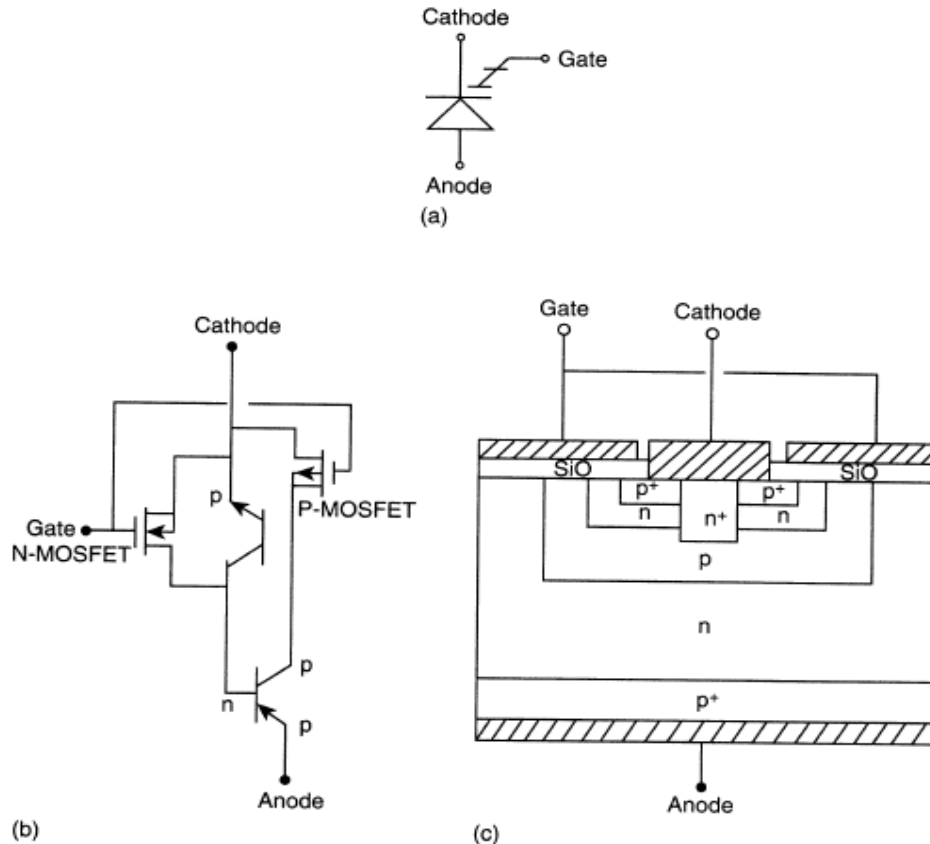 Cathode
Gate
Anode
(a)
Cathode
p
P-MOSFET
Gate
N-MOSFET
p
n
p
Anode
(b)
Gate
Cathode
SiO
SiO
p+
p+
n
n+
n
p
n
p+
Anode
(c)